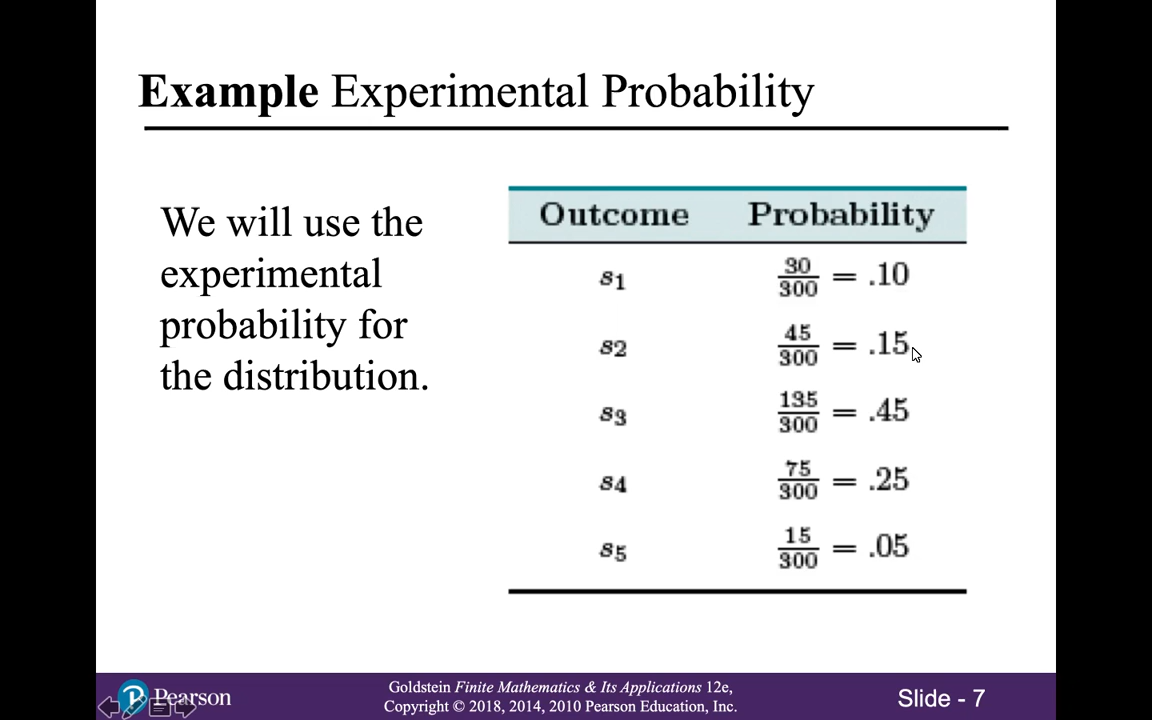 Example Experimental Probability
We will use the
experimental
probability for
the distribution.
Outcome Probability
s1 30/300 = .10
s2 45/300 = .15
s3 135/300 = .45
s4 75/300 = .25
s5 15/300 = .05
Pearson
Goldstein Finite Mathematics & Its Applications 12e,
Copyright © 2018, 2014, 2010 Pearson Education, Inc.
Slide - 7